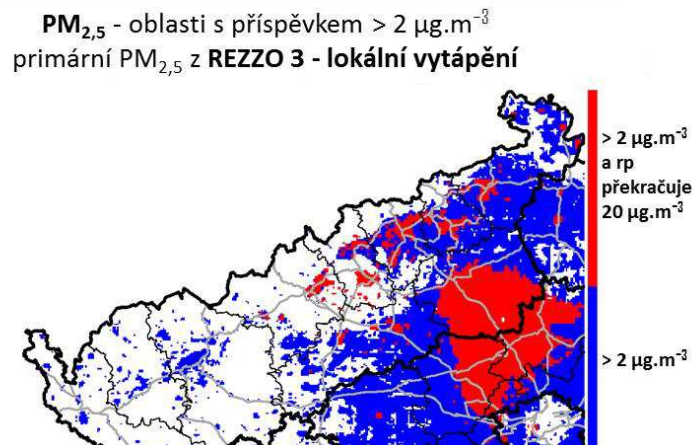 PM2,5 - oblasti s příspěvkem > 2 µg.m⁻³
primární PM2,5 z REZZO 3 - lokální vytápění
> 2 µg.m⁻³
a rp
překračuje
20 µg.m⁻³
> 2 µg.m⁻³